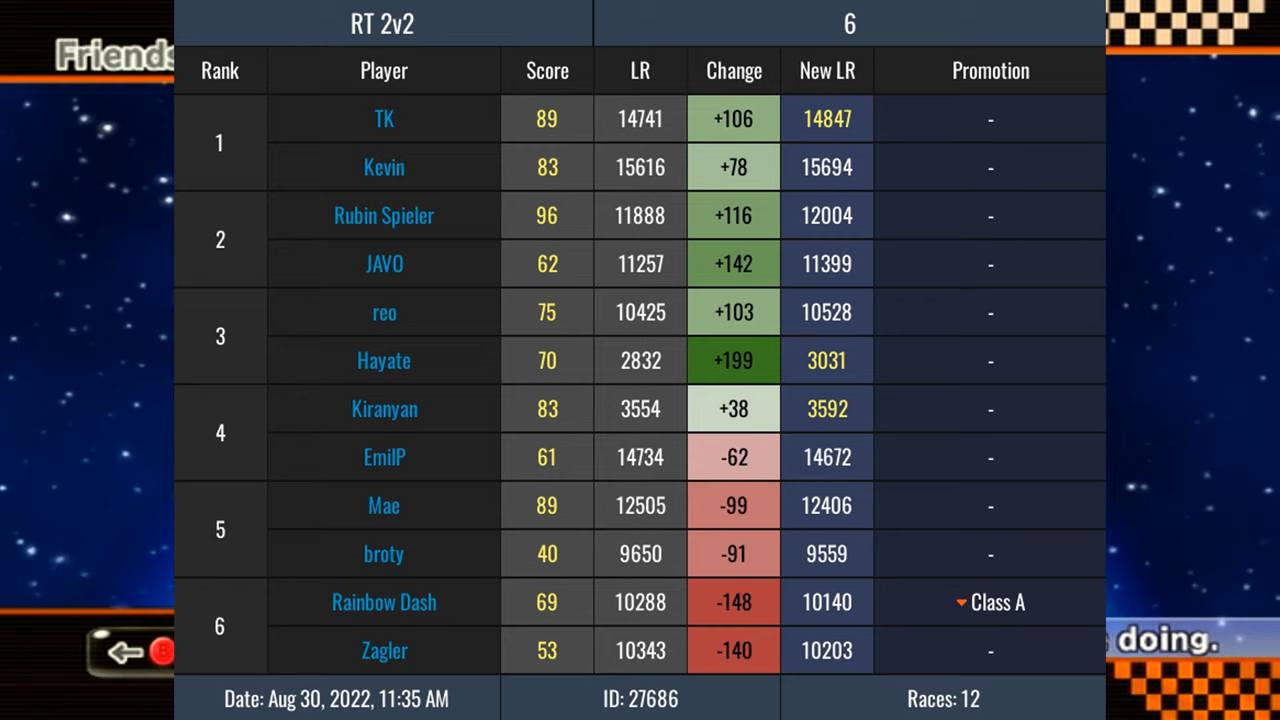 RT 2v2 6
Friends
Rank Player Score LR Change New LR Promotion
1
TK 89 14741 +106 14847 -
Kevin 83 15616 +78 15694 -
2
Rubin Spieler 96 11888 +116 12004 -
JAVO 62 11257 +142 11399 -
3
reo 75 10425 +103 10528 -
Hayate 70 2832 +199 3031 -
4
Kiranyan 83 3554 +38 3592 -
EmilP 61 14734 -62 14672 -
5
Mae 89 12505 -99 12406 -
broty 40 9650 -91 9559 -
6
Rainbow Dash 69 10288 -148 10140 Class A
Zagler 53 10343 -140 10203 -
B
doing.
Date: Aug 30, 2022, 11:35 AM ID: 27686 Races: 12